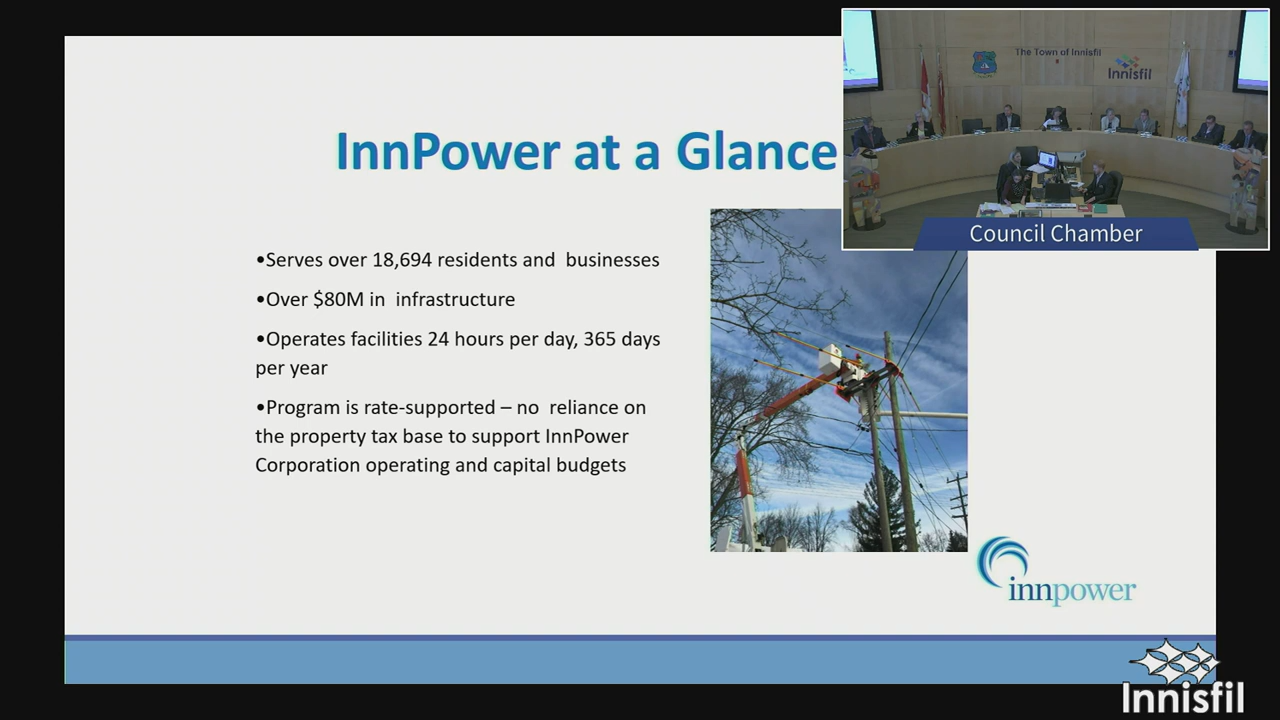 InnPower at a Glance
•Serves over 18,694 residents and  businesses
•Over $80M in  infrastructure
•Operates facilities 24 hours per day, 365 days
per year
•Program is rate-supported – no  reliance on
the property tax base to support InnPower
Corporation operating and capital budgets
innpower
The Town of Innisfil
Innisfil
Council Chamber
Innisfil